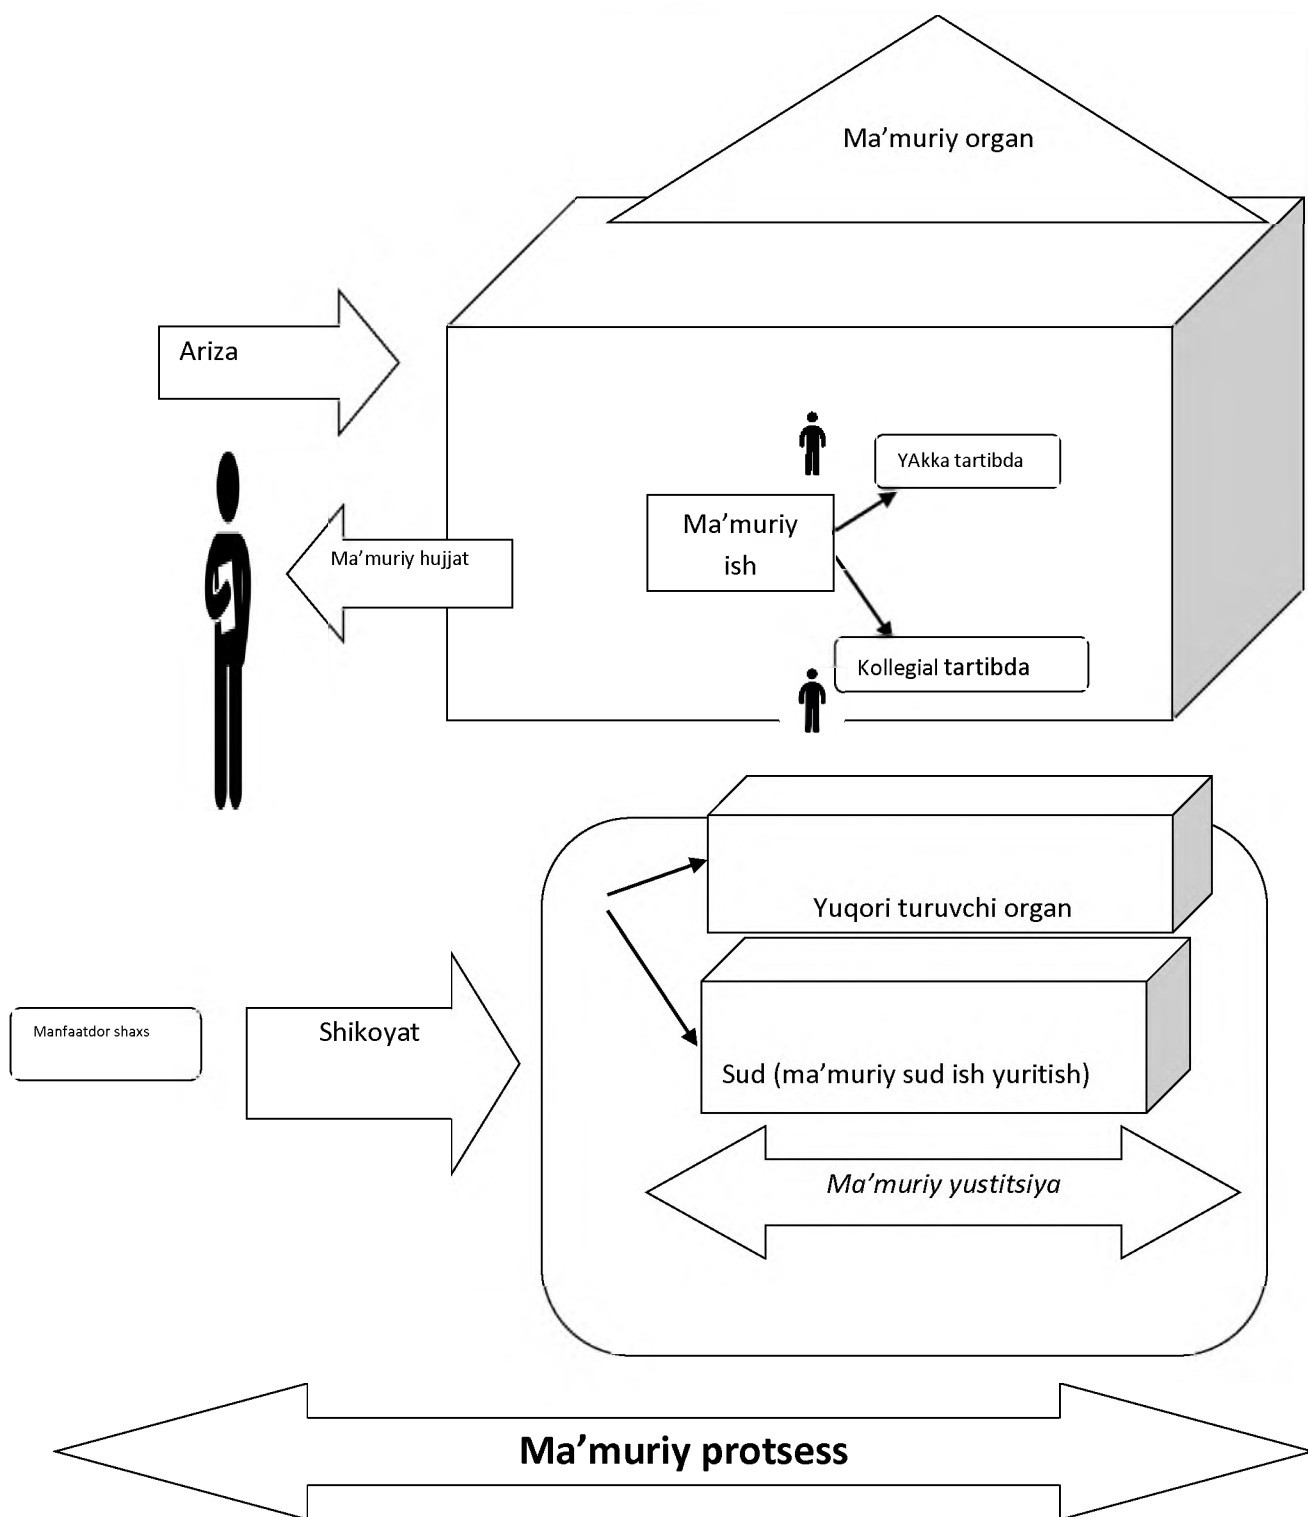 Ma’muriy organ
Ariza
YAkka tartibda
Ma’muriy
ish
Ma’muriy hujjat
Kollegial tartibda
Yuqori turuvchi organ
Manfaatdor shaxs
Shikoyat
Sud (ma’muriy sud ish yuritish)
Ma’muriy yustitsiya
Ma’muriy protsess